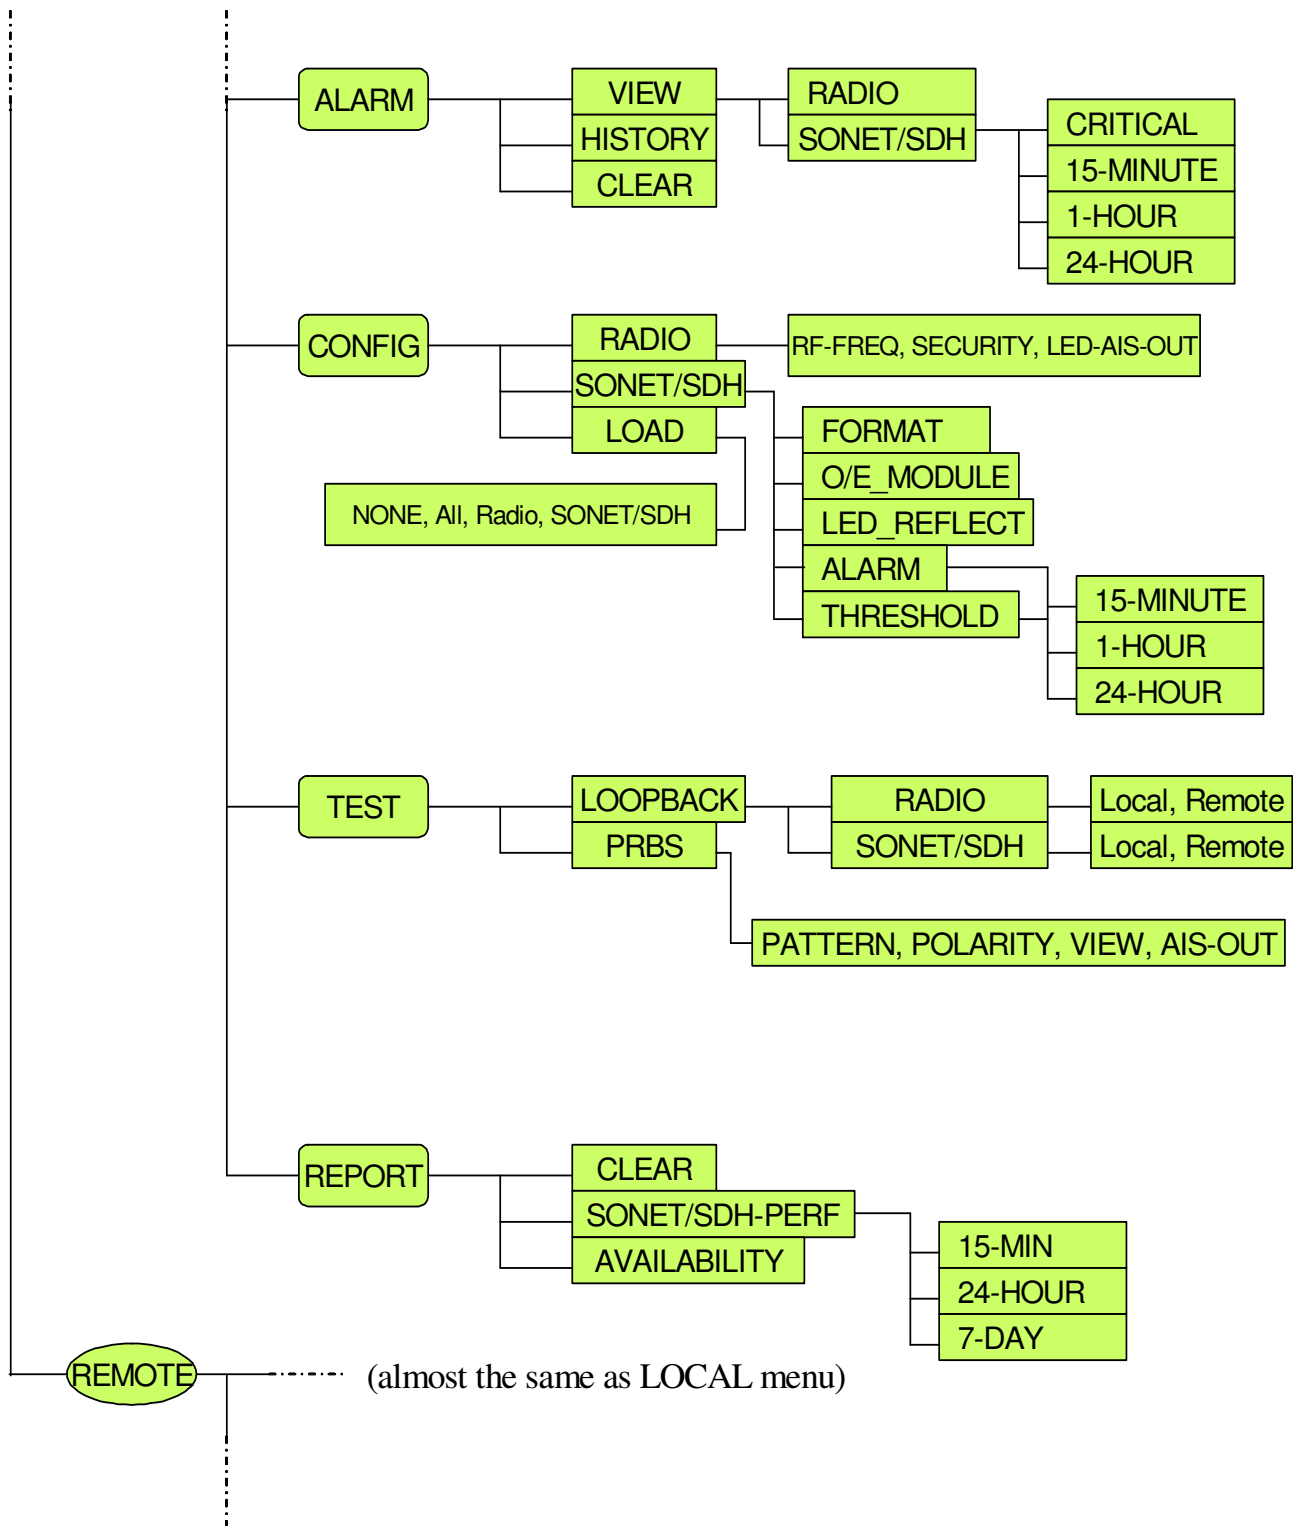 ALARM
VIEW
HISTORY
CLEAR
RADIO
SONET/SDH
CRITICAL
15-MINUTE
1-HOUR
24-HOUR
CONFIG
RADIO
SONET/SDH
LOAD
RF-FREQ, SECURITY, LED-AIS-OUT
NONE, All, Radio, SONET/SDH
FORMAT
O/E_MODULE
LED_REFLECT
ALARM
THRESHOLD
15-MINUTE
1-HOUR
24-HOUR
TEST
LOOPBACK
PRBS
RADIO
SONET/SDH
Local, Remote
Local, Remote
PATTERN, POLARITY, VIEW, AIS-OUT
REPORT
CLEAR
SONET/SDH-PERF
AVAILABILITY
15-MIN
24-HOUR
7-DAY
REMOTE
(almost the same as LOCAL menu)